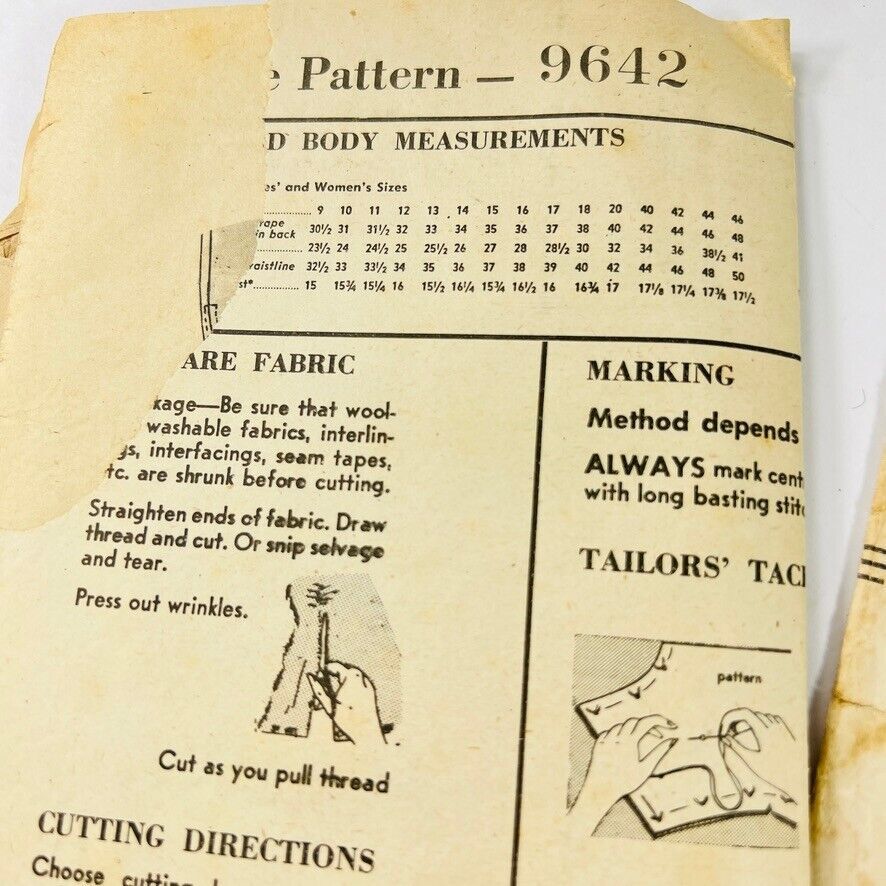 Pattern — 9642
BODY MEASUREMENTS
and Women's Sizes
9 10 11 12 13 14 15 16 17 18 20 40 42 44 46
30½ 31 31½ 32 33 34 35 36 37 38 40 42 44 46 48
in back
23½ 24 24½ 25 25½ 26 27 28 28½ 30 32 34 36 38½ 41
waistline 32½ 33 33½ 34 35 36 37 38 39 40 42 44 46 48 50
15 15¾ 15¼ 16 15½ 16¼ 15¾ 16½ 16 16¾ 17 17⅛ 17¼ 17⅜ 17½
ARE FABRIC
kage—Be sure that wool-
washable fabrics, interlin-
gs, interfacings, seam tapes,
tc. are shrunk before cutting.
Straighten ends of fabric. Draw
thread and cut. Or snip selvage
and tear.
Press out wrinkles.
Cut as you pull thread
CUTTING DIRECTIONS
Choose cutting
MARKING
Method depends
ALWAYS mark cent
with long basting stit
TAILORS' TAC
pattern